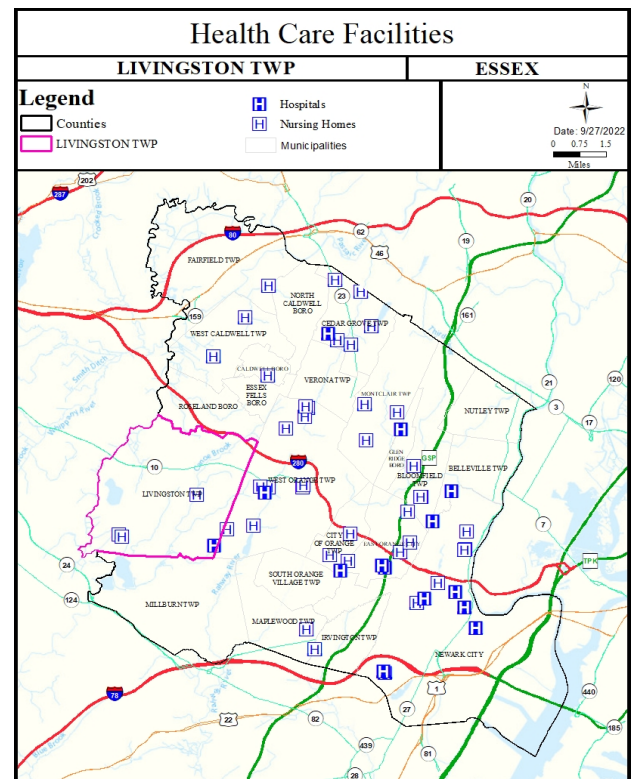 Health Care Facilities
LIVINGSTON TWP
ESSEX
Legend
Counties
LIVINGSTON TWP
H Hospitals
H Nursing Homes
Municipalities
N
Date: 9/27/2022
0 0.75 1.5
Miles
202
287
20
80
62
19
46
FAIRFIELD TWP
NORTH
CALDWELL
BORO
23
159
CEDAR GROVE TWP
161
WEST CALDWELL TWP
CALDWELL BORO
VERONA TWP
ESSEX
FELLS
BORO
MONTCLAIR TWP
21
120
3
17
ROSELAND BORO
NUTLEY TWP
GLEN
RIDGE
BORO
GSP
280
10
BLOOMFIELD
TWP
BELLEVILLE TWP
WEST ORANGE TWP
LIVINGSTON TWP
7
CITY
OF ORANGE
TWP
TPK
24
SOUTH ORANGE
VILLAGE TWP
124
MILLBURN TWP
MAPLEWOOD TWP
IRVINGTON TWP
NEWARK CITY
78
1
440
22
82
27
185
439
81
28